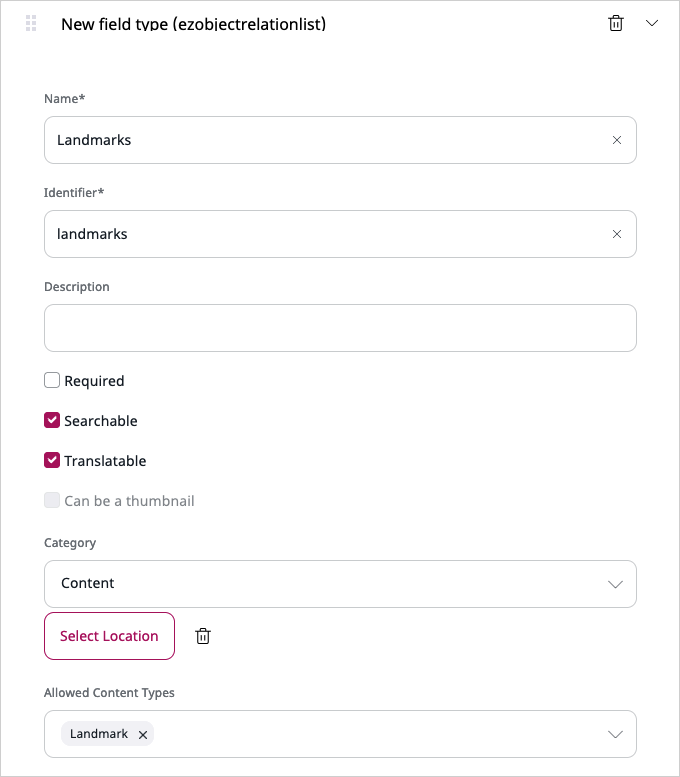 New field type (ezobjectrelationlist)
Name*
Landmarks
Identifier*
landmarks
Description
Required
Searchable
Translatable
Can be a thumbnail
Category
Content
Select Location
Allowed Content Types
Landmark